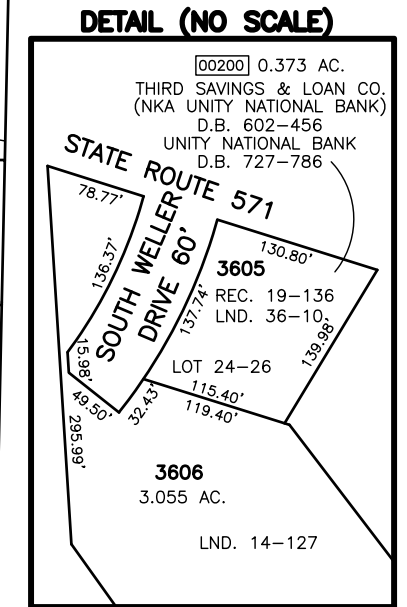 DETAIL (NO SCALE)
00200 0.373 AC.
THIRD SAVINGS & LOAN CO.
(NKA UNITY NATIONAL BANK)
D.B. 602-456
UNITY NATIONAL BANK
D.B. 727-786
STATE ROUTE 571
78.77'
SOUTH WELLER
DRIVE 60'
136.37'
130.80'
3605
REC. 19-136
LND. 36-10
137.74'
139.98'
15.98'
LOT 24-26
49.50'
32.43'
115.40'
119.40'
295.99'
3606
3.055 AC.
LND. 14-127